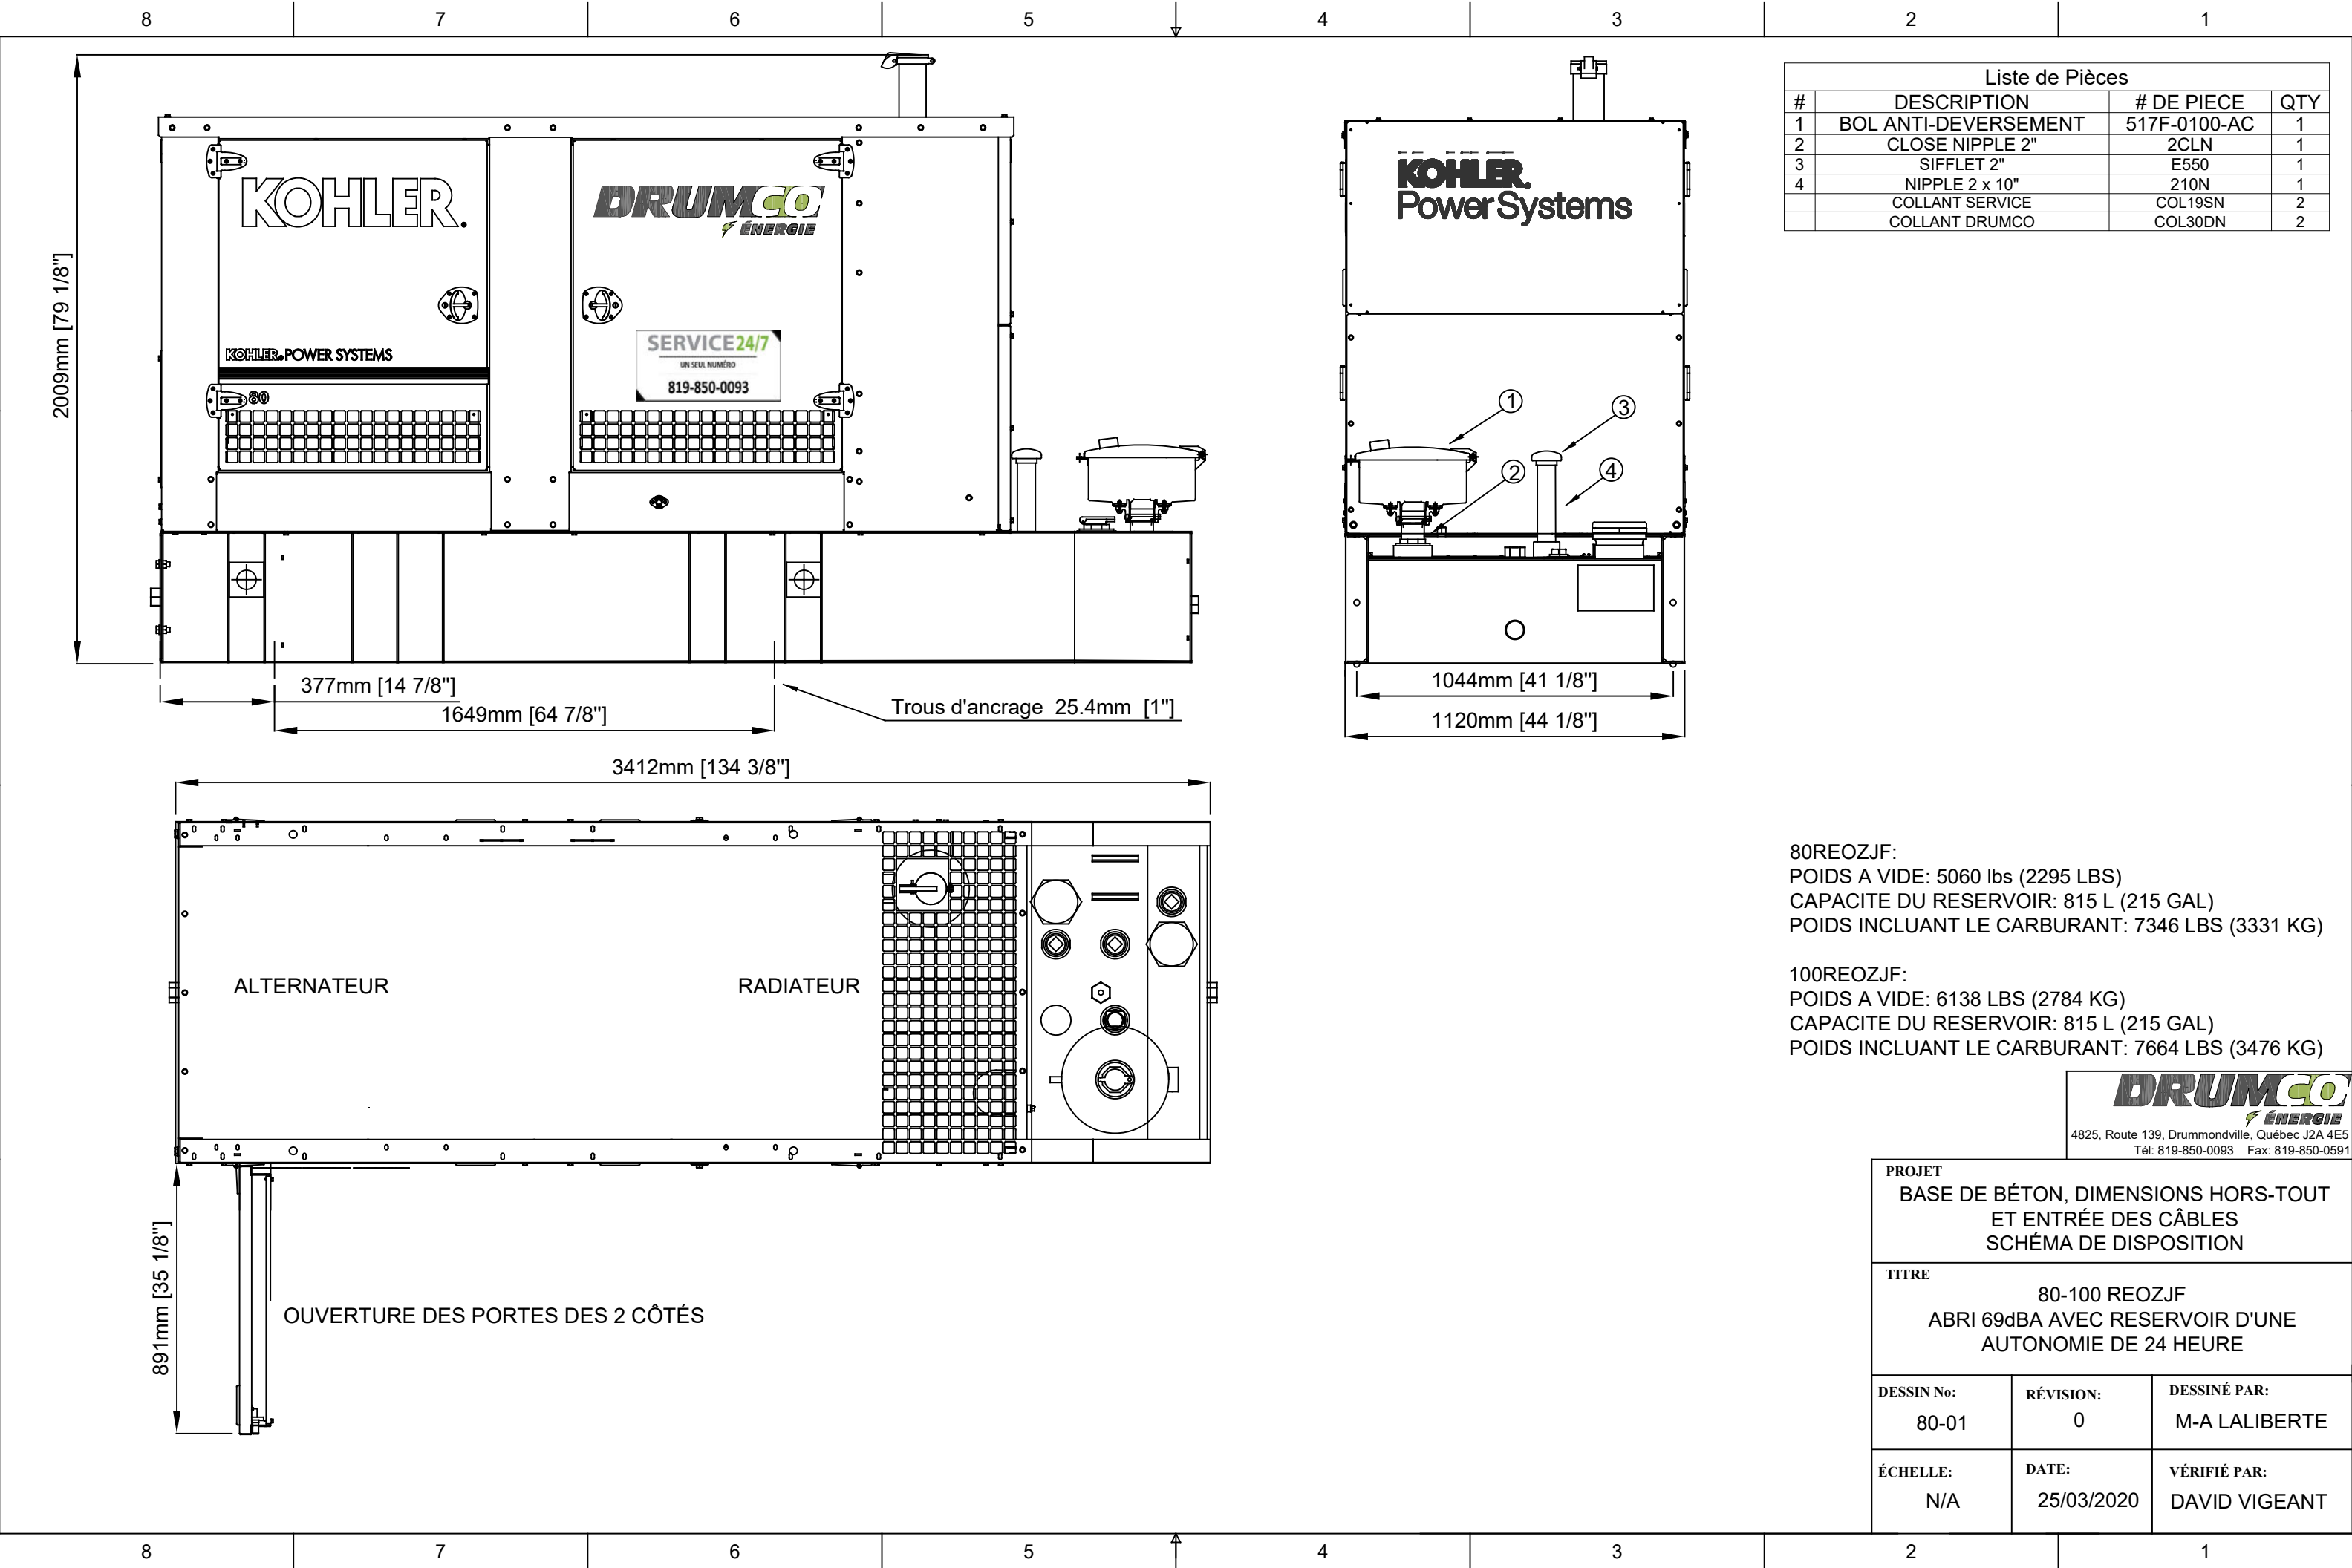 8 7 6 5 4 3 2 1
Liste de Pièces
# DESCRIPTION # DE PIECE QTY
1 BOL ANTI-DEVERSEMENT 517F-0100-AC 1
2 CLOSE NIPPLE 2" 2CLN 1
3 SIFFLET 2" E550 1
4 NIPPLE 2 x 10" 210N 1
COLLANT SERVICE COL19SN 2
COLLANT DRUMCO COL30DN 2
2009mm [79 1/8"]
KOHLER.
KOHLER. POWER SYSTEMS
80
DRUMCO
ÉNERGIE
SERVICE24/7
UN SEUL NUMÉRO
819-850-0093
KOHLER.
Power Systems
1
3
2
4
377mm [14 7/8"]
1649mm [64 7/8"]
Trous d'ancrage 25.4mm [1"]
1044mm [41 1/8"]
1120mm [44 1/8"]
3412mm [134 3/8"]
ALTERNATEUR
RADIATEUR
891mm [35 1/8"]
OUVERTURE DES PORTES DES 2 CÔTÉS
80REOZJF:
POIDS A VIDE: 5060 lbs (2295 LBS)
CAPACITE DU RESERVOIR: 815 L (215 GAL)
POIDS INCLUANT LE CARBURANT: 7346 LBS (3331 KG)
100REOZJF:
POIDS A VIDE: 6138 LBS (2784 KG)
CAPACITE DU RESERVOIR: 815 L (215 GAL)
POIDS INCLUANT LE CARBURANT: 7664 LBS (3476 KG)
DRUMCO
ÉNERGIE
4825, Route 139, Drummondville, Québec J2A 4E5
Tél: 819-850-0093 Fax: 819-850-0591
PROJET
BASE DE BÉTON, DIMENSIONS HORS-TOUT
ET ENTRÉE DES CÂBLES
SCHÉMA DE DISPOSITION
TITRE
80-100 REOZJF
ABRI 69dBA AVEC RESERVOIR D'UNE
AUTONOMIE DE 24 HEURE
DESSIN No:
80-01
RÉVISION:
0
DESSINÉ PAR:
M-A LALIBERTE
ÉCHELLE:
N/A
DATE:
25/03/2020
VÉRIFIÉ PAR:
DAVID VIGEANT
8 7 6 5 4 3 2 1